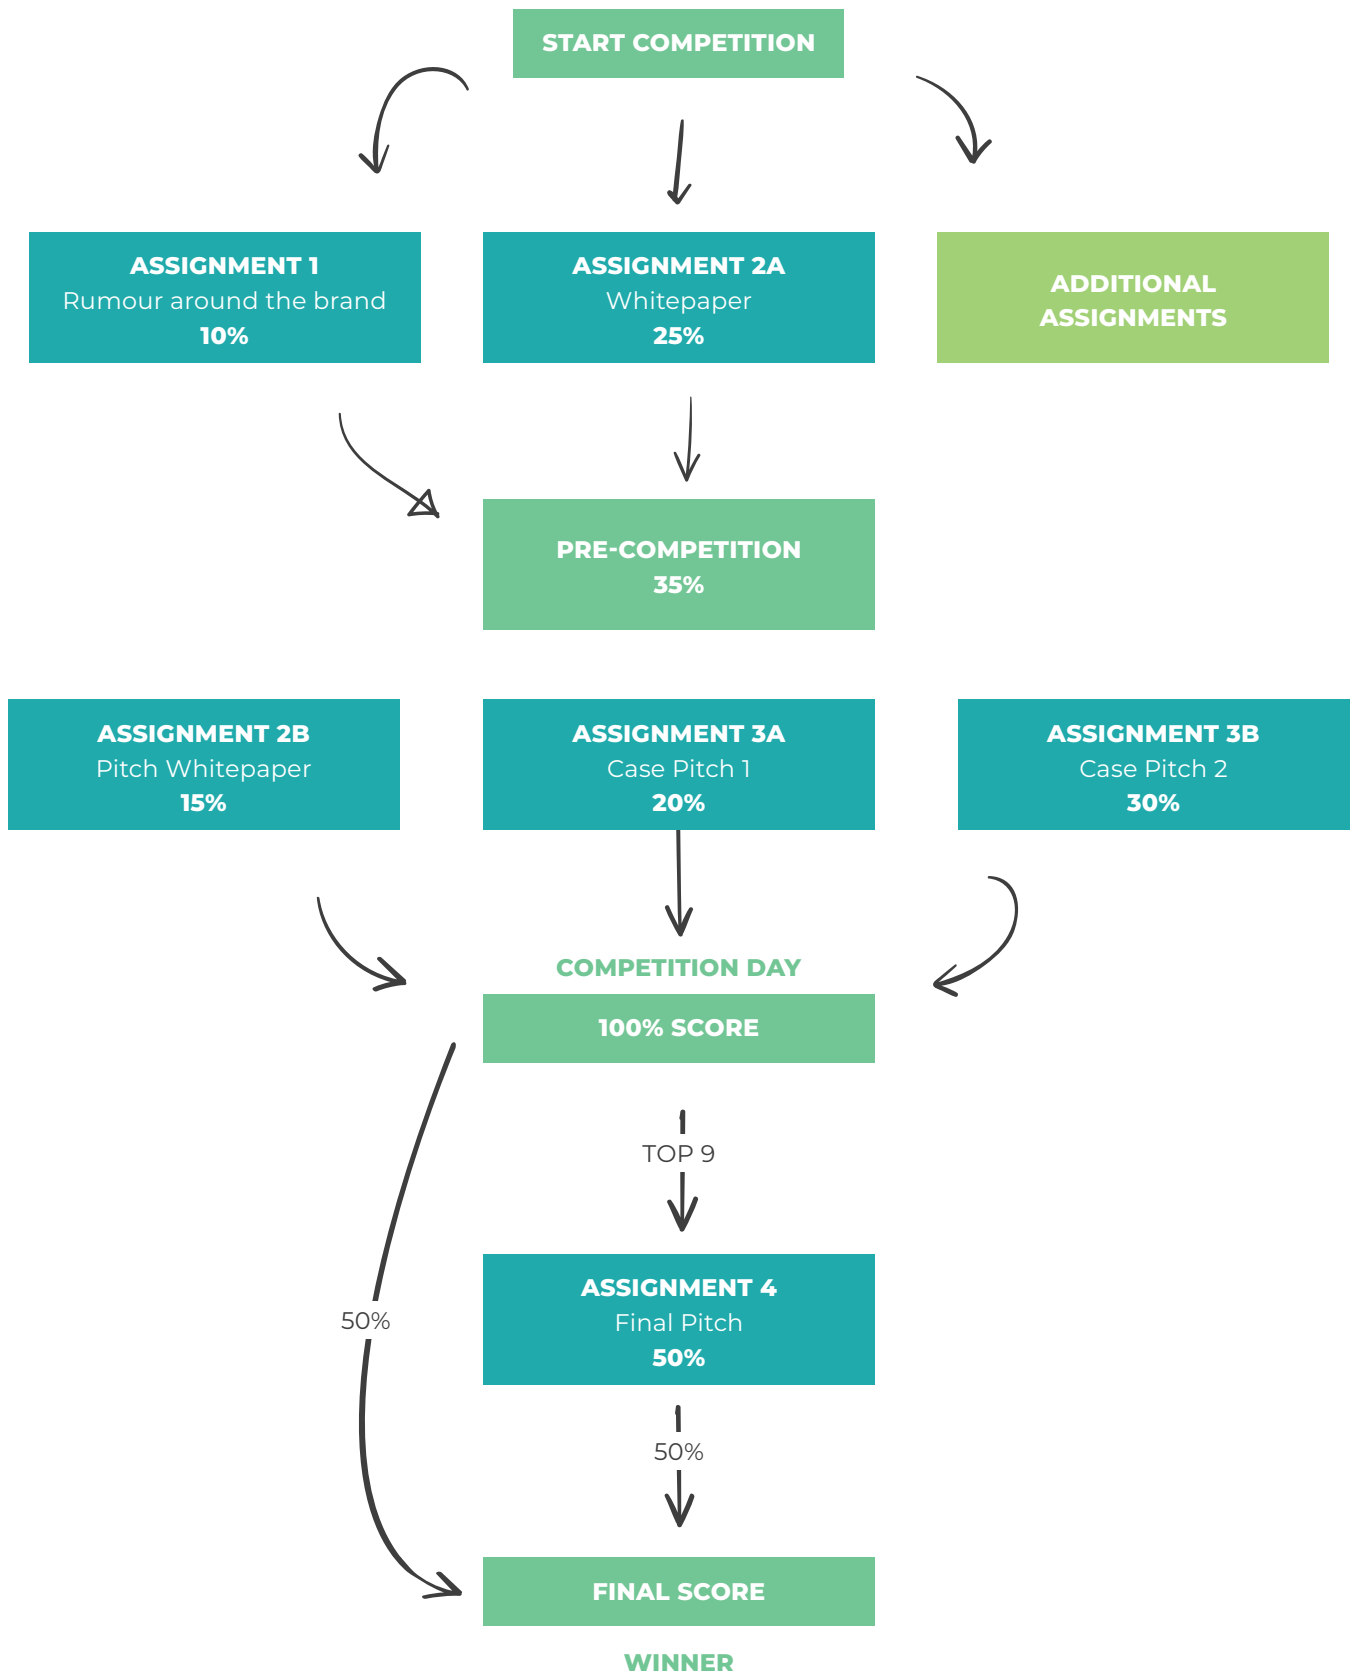 START COMPETITION
ASSIGNMENT 1
Rumour around the brand
10%
ASSIGNMENT 2A
Whitepaper
25%
ADDITIONAL
ASSIGNMENTS
PRE-COMPETITION
35%
ASSIGNMENT 2B
Pitch Whitepaper
15%
ASSIGNMENT 3A
Case Pitch 1
20%
ASSIGNMENT 3B
Case Pitch 2
30%
COMPETITION DAY
100% SCORE
TOP 9
ASSIGNMENT 4
Final Pitch
50%
50%
50%
FINAL SCORE
WINNER